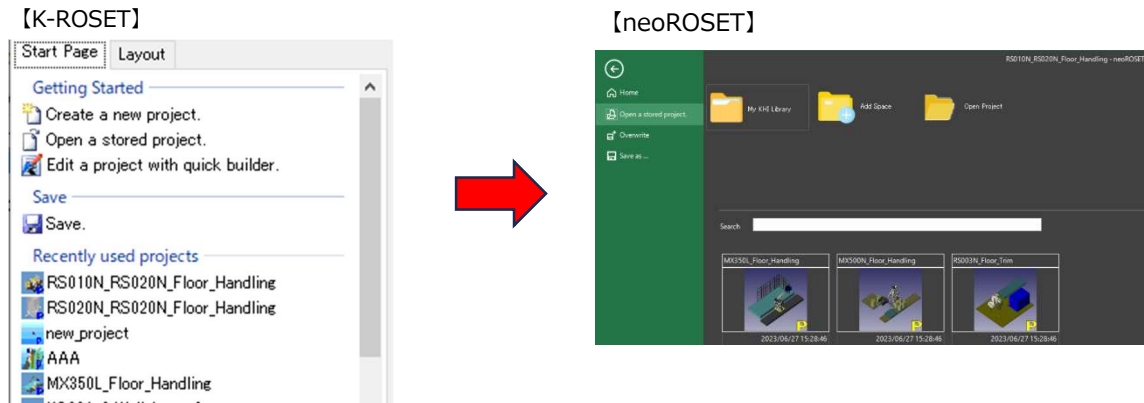 【K-ROSET】
Start Page
Layout
Getting Started
Create a new project.
Open a stored project.
Edit a project with quick builder.
Save
Save.
Recently used projects
RS010N_RS020N_Floor_Handling
RS020N_RS020N_Floor_Handling
new_project
AAA
MX350L_Floor_Handling
【neoROSET】
RS010N_RS020N_Floor_Handling - neoROSET
Home
Open a stored project.
Overwrite
Save as ...
My KHI Library
Add Space
Open Project
Search
MX350L_Floor_Handling
MX500N_Floor_Handling
RS003N_Floor_Trim
P
P
P
2023/06/27 15:28:46
2023/06/27 15:28:46
2023/06/27 15:28:46